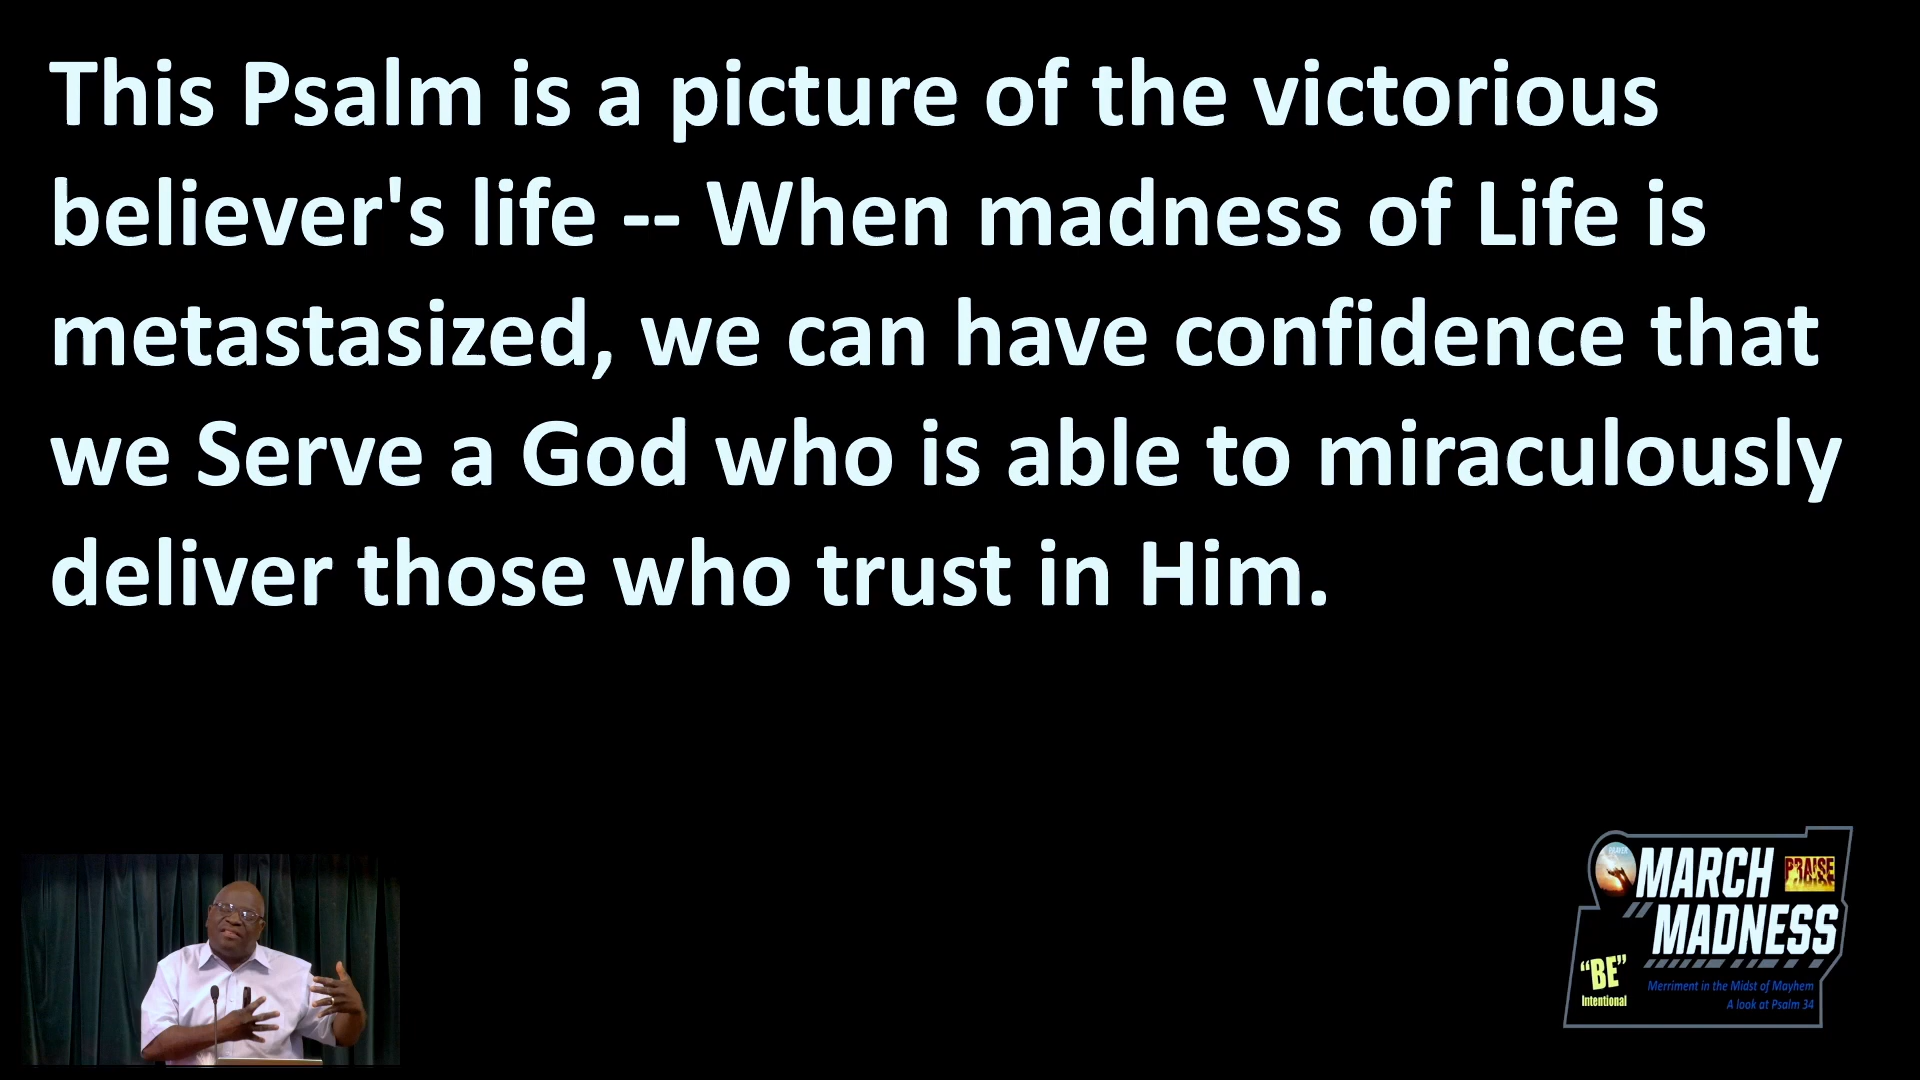 This Psalm is a picture of the victorious
believer's life -- When madness of Life is
metastasized, we can have confidence that
we Serve a God who is able to miraculously
deliver those who trust in Him.
PRAISE
MARCH
MADNESS
"BE"
Intentional
Merriment in the Midst of Mayhem
A look at Psalm 34